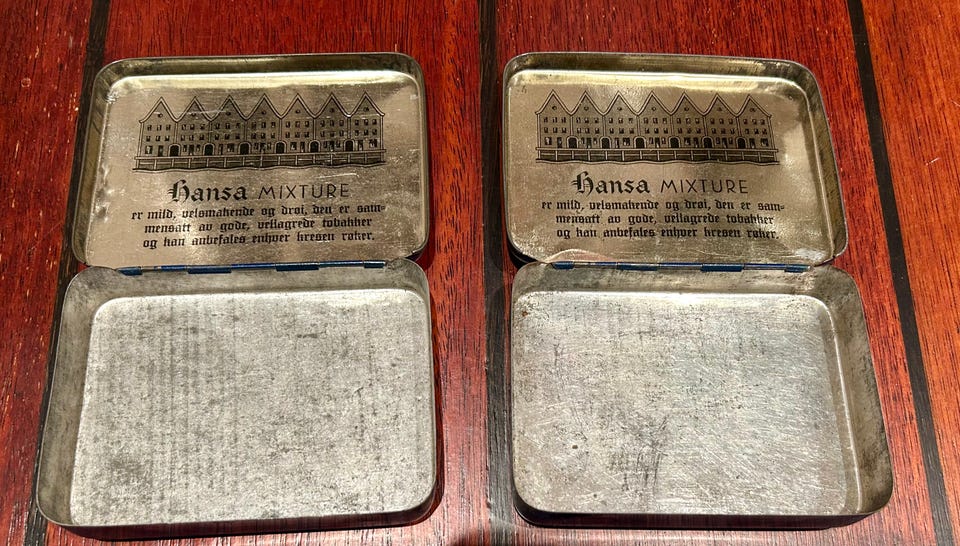 Hansa MIXTURE
er mild, velsmakende og drøi, den er sam-
mensatt av gode, vellagrede tobakker
og kan anbefales enhver kresen røker.
Hansa MIXTURE
er mild, velsmakende og drøi, den er sam-
mensatt av gode, vellagrede tobakker
og kan anbefales enhver kresen røker.